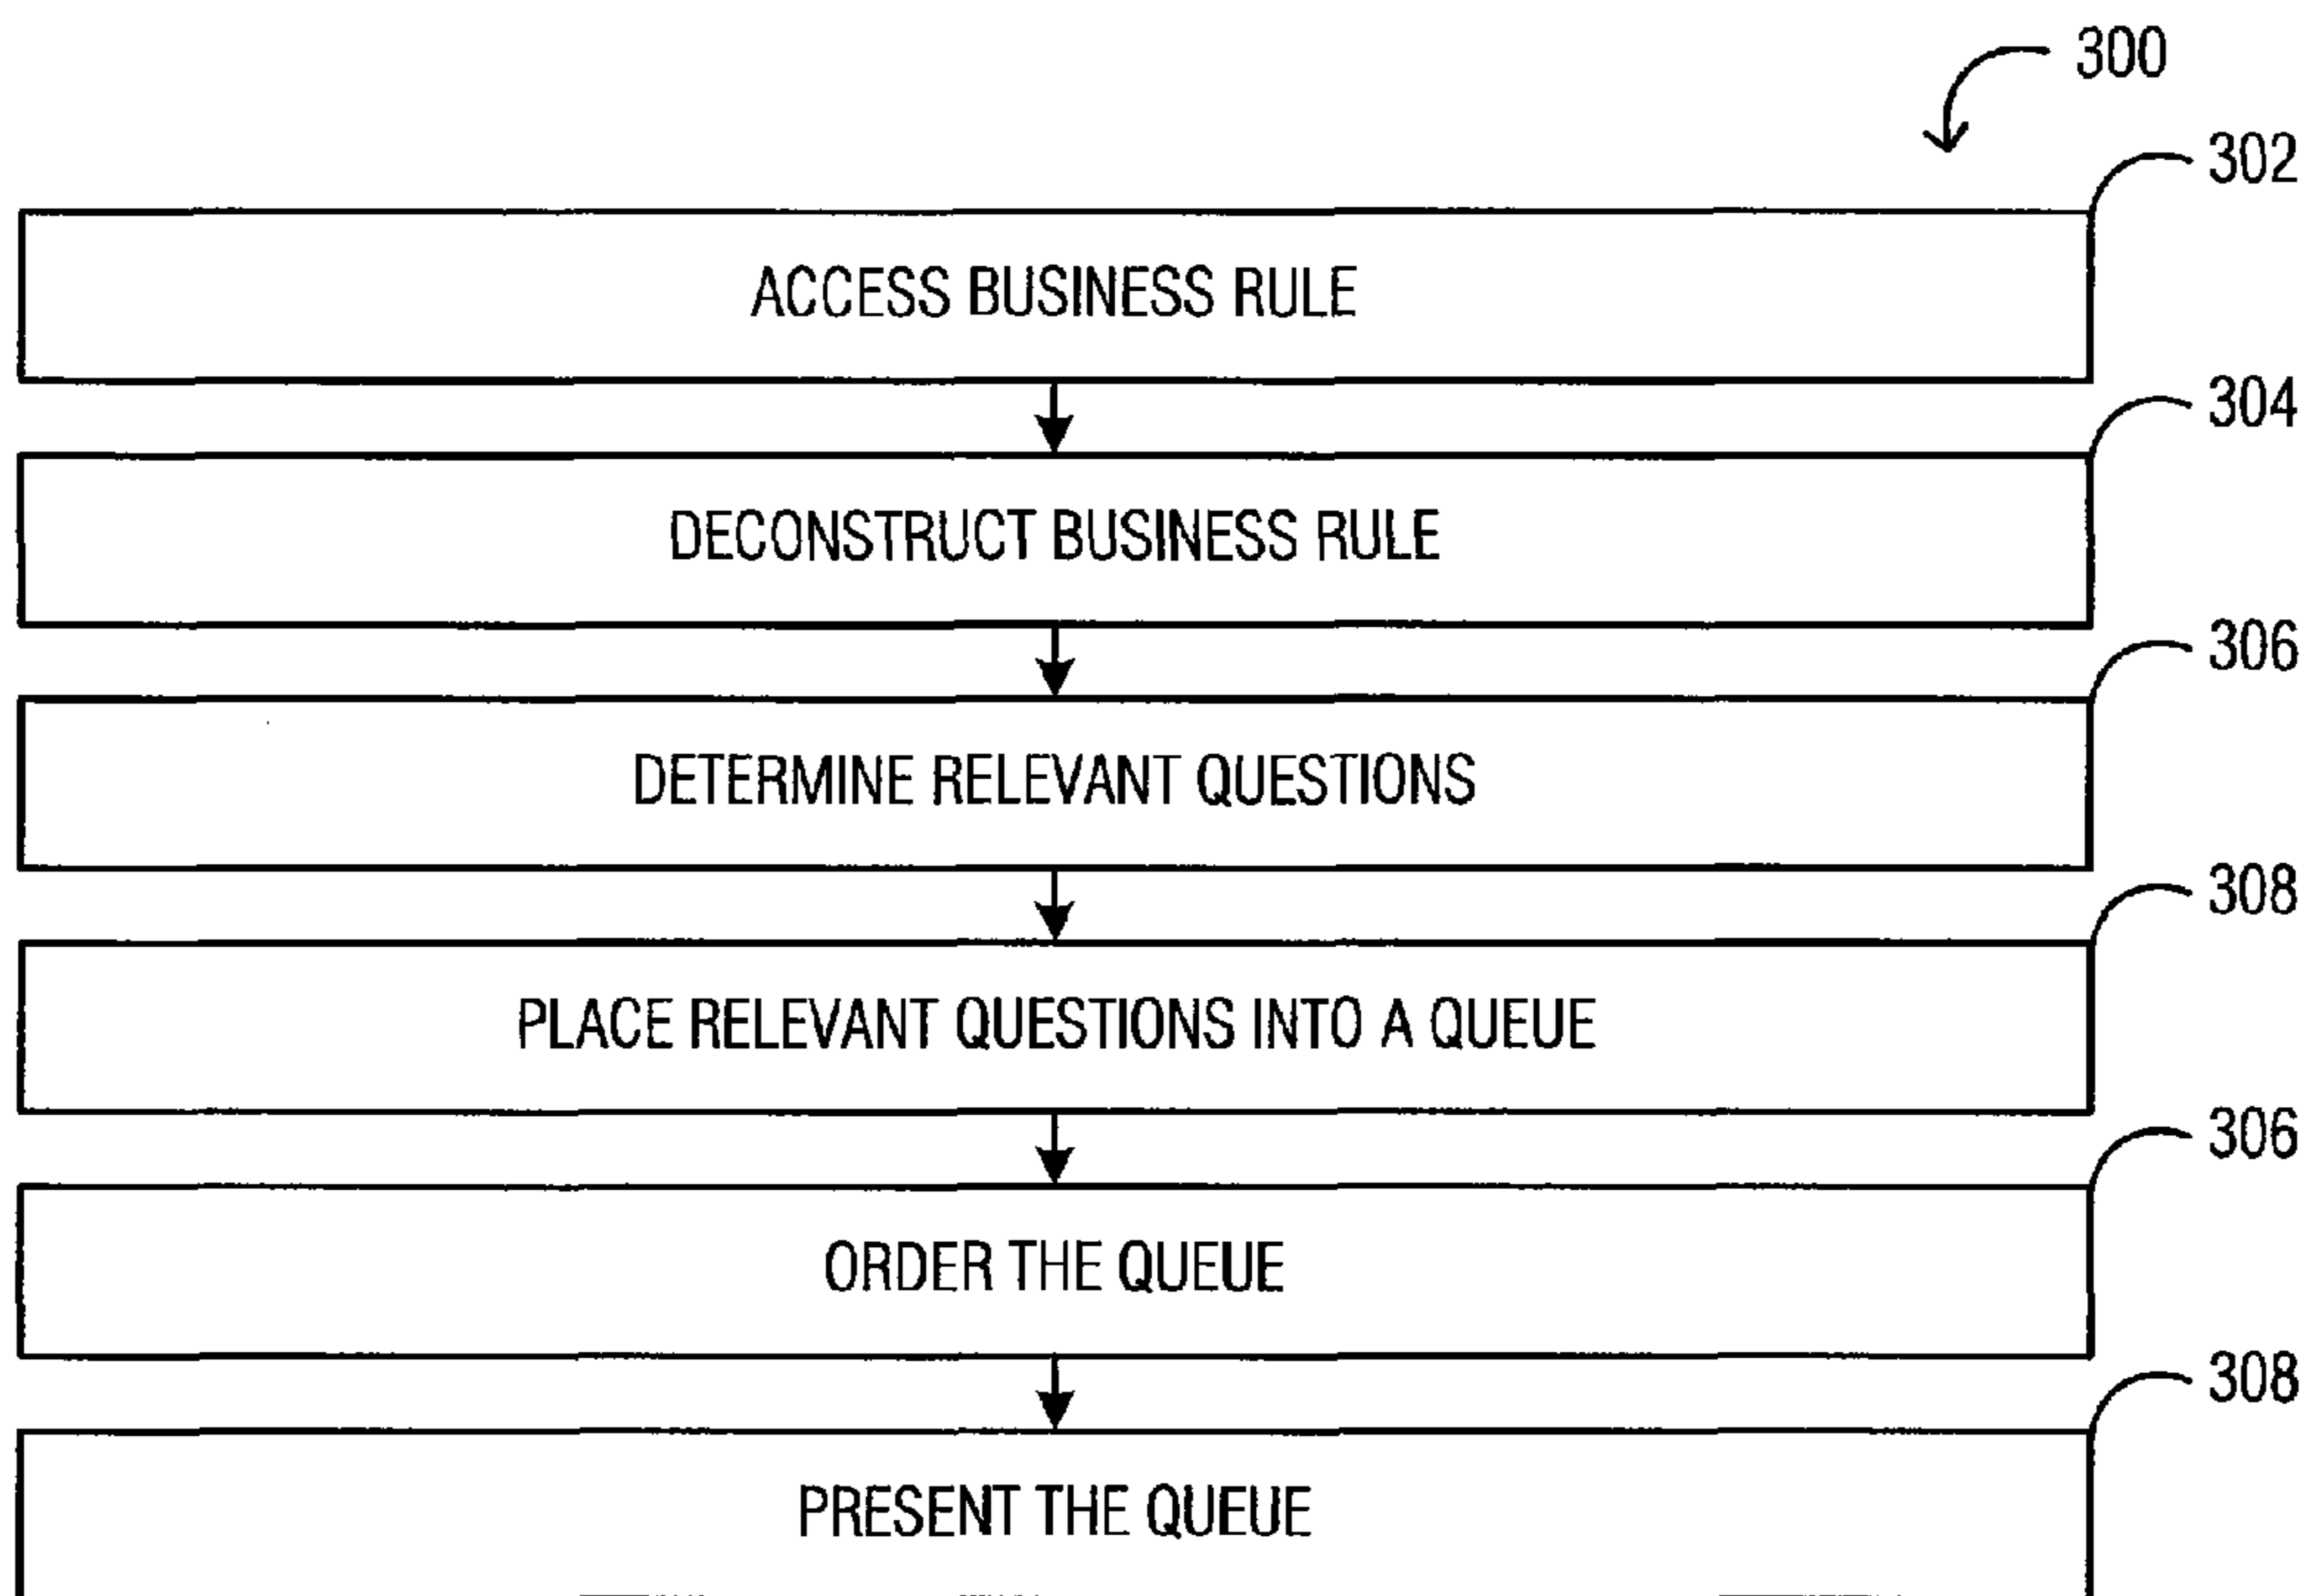 300
302
ACCESS BUSINESS RULE
304
DECONSTRUCT BUSINESS RULE
306
DETERMINE RELEVANT QUESTIONS
308
PLACE RELEVANT QUESTIONS INTO A QUEUE
306
ORDER THE QUEUE
308
PRESENT THE QUEUE